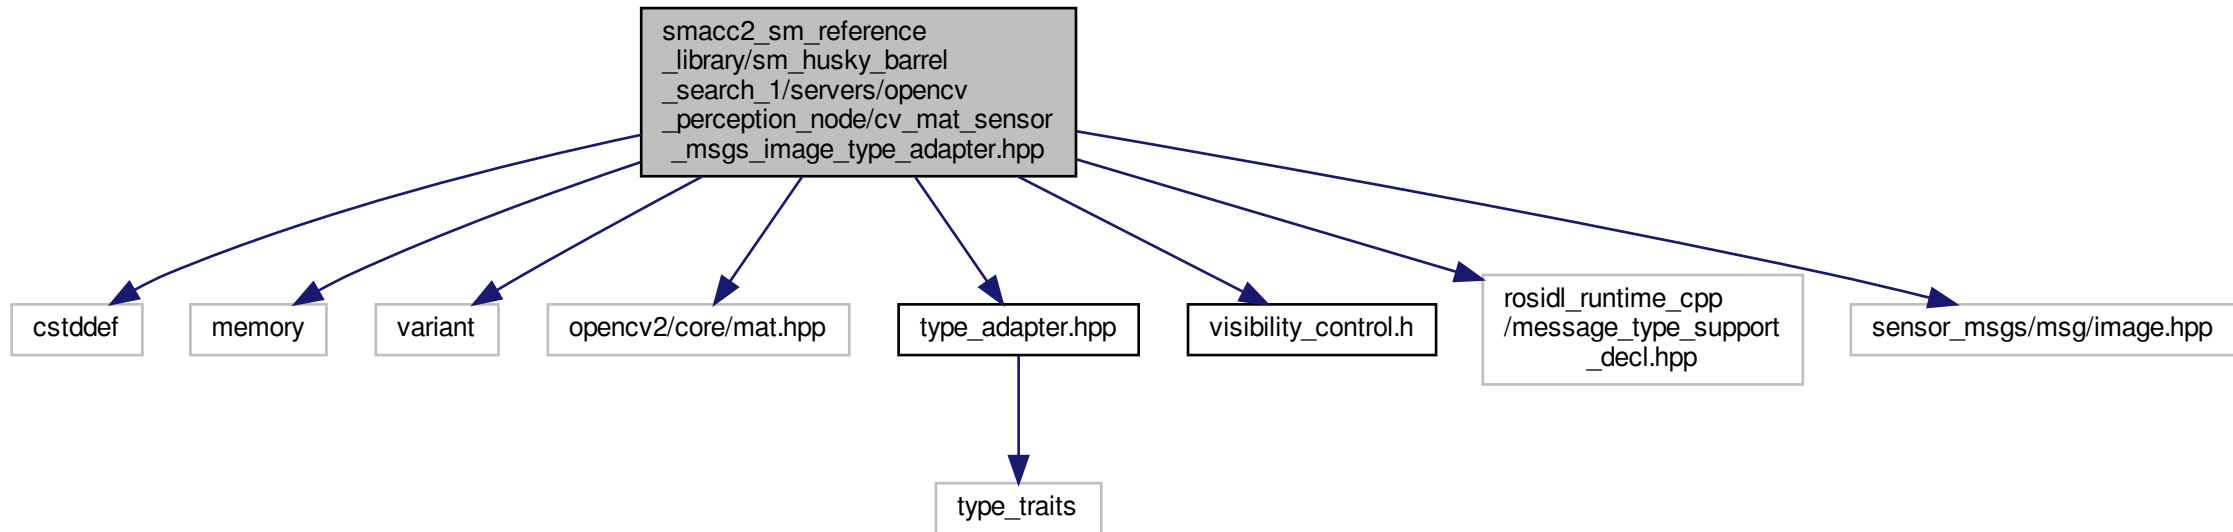 smacc2_sm_reference
_library/sm_husky_barrel
_search_1/servers/opencv
_perception_node/cv_mat_sensor
_msgs_image_type_adapter.hpp
cstddef
memory
variant
opencv2/core/mat.hpp
type_adapter.hpp
visibility_control.h
rosidl_runtime_cpp
/message_type_support
_decl.hpp
sensor_msgs/msg/image.hpp
type_traits